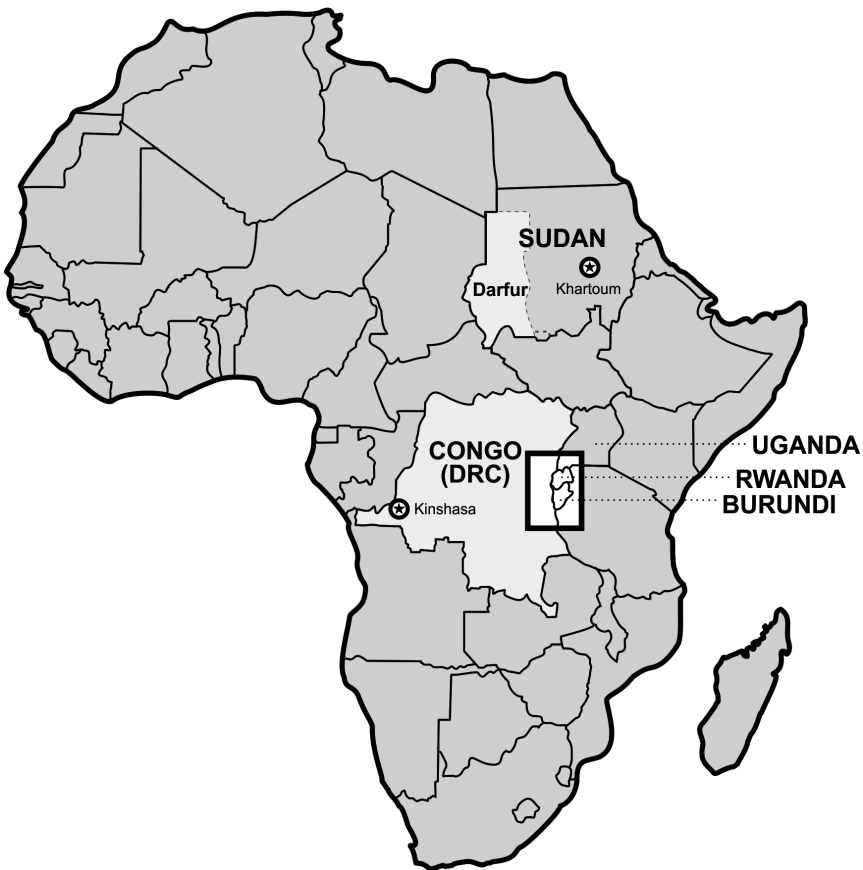 SUDAN
Darfur
Khartoum
CONGO
(DRC)
Kinshasa
UGANDA
RWANDA
BURUNDI